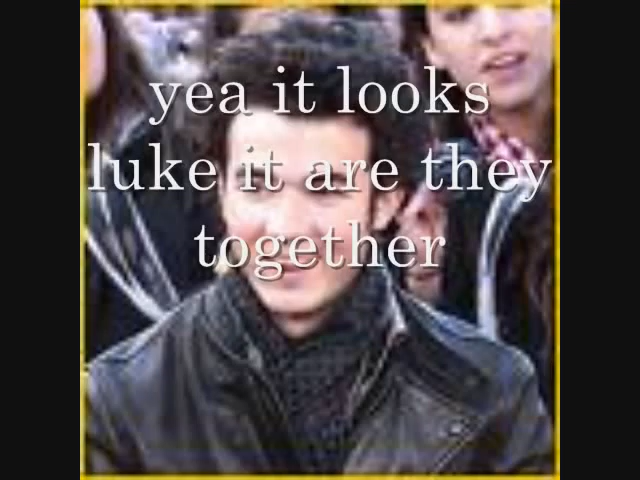 yea it looks
luke it are they
together